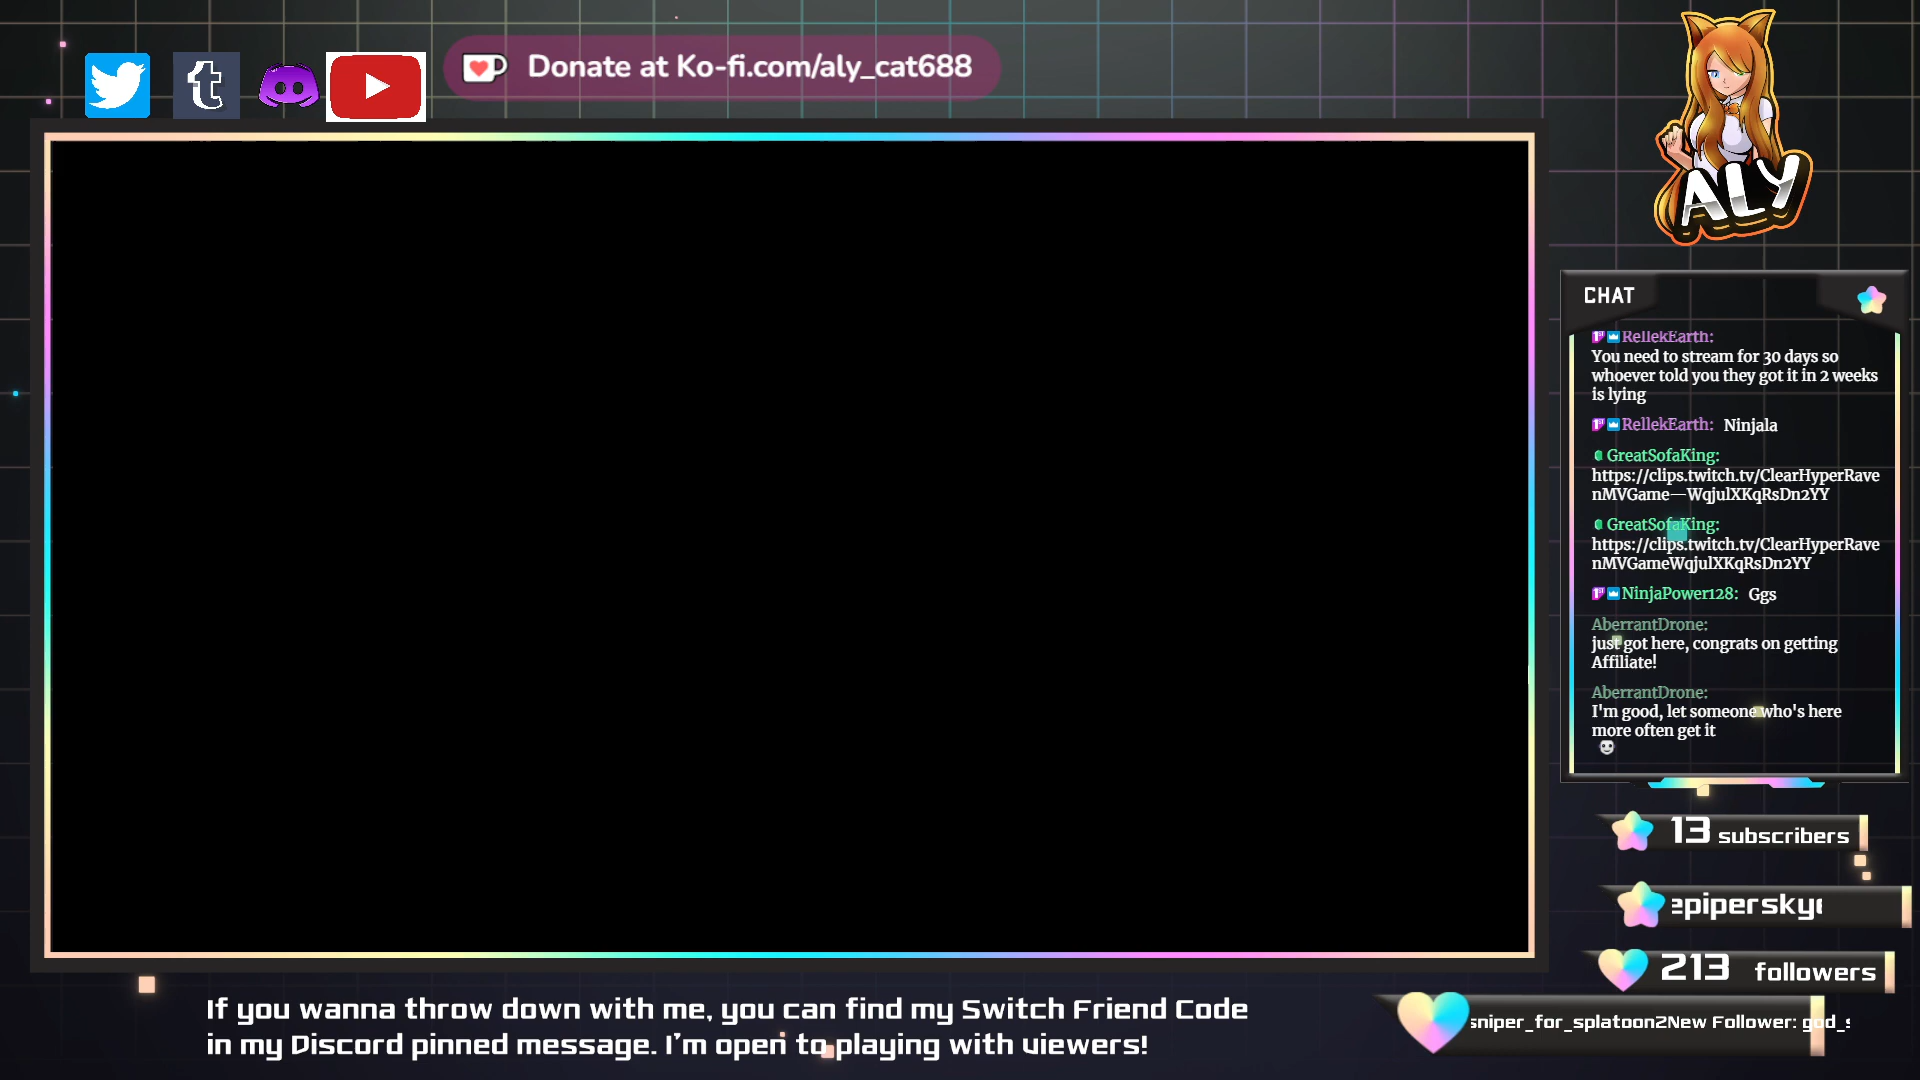 Donate at Ko-fi.com/aly_cat688
ALY
CHAT
RellekEarth:
You need to stream for 30 days so
whoever told you they got it in 2 weeks
is lying
RellekEarth: Ninjala
GreatSofaKing:
https://clips.twitch.tv/ClearHyperRave
nMVGame—WqjulXKqRsDn2YY
GreatSofaKing:
https://clips.twitch.tv/ClearHyperRave
nMVGameWqjulXKqRsDn2YY
NinjaPower128: Ggs
AberrantDrone:
just got here, congrats on getting
Affiliate!
AberrantDrone:
I'm good, let someone who's here
more often get it
13 subscribers
epipersky
213 followers
sniper_for_splatoon2New Follower: god_s
If you wanna throw down with me, you can find my Switch Friend Code
in my Discord pinned message. I'm open to playing with viewers!